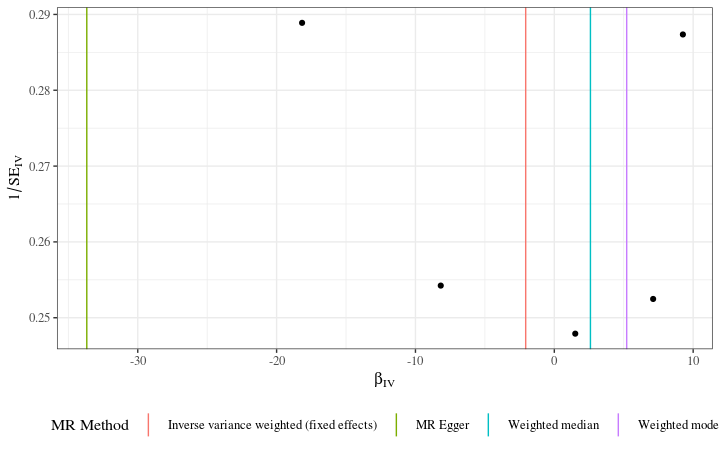 0.29
0.28
0.27
0.26
0.25
1/SE_IV
-30 -20 -10 0 10
β_IV
MR Method Inverse variance weighted (fixed effects) MR Egger Weighted median Weighted mode